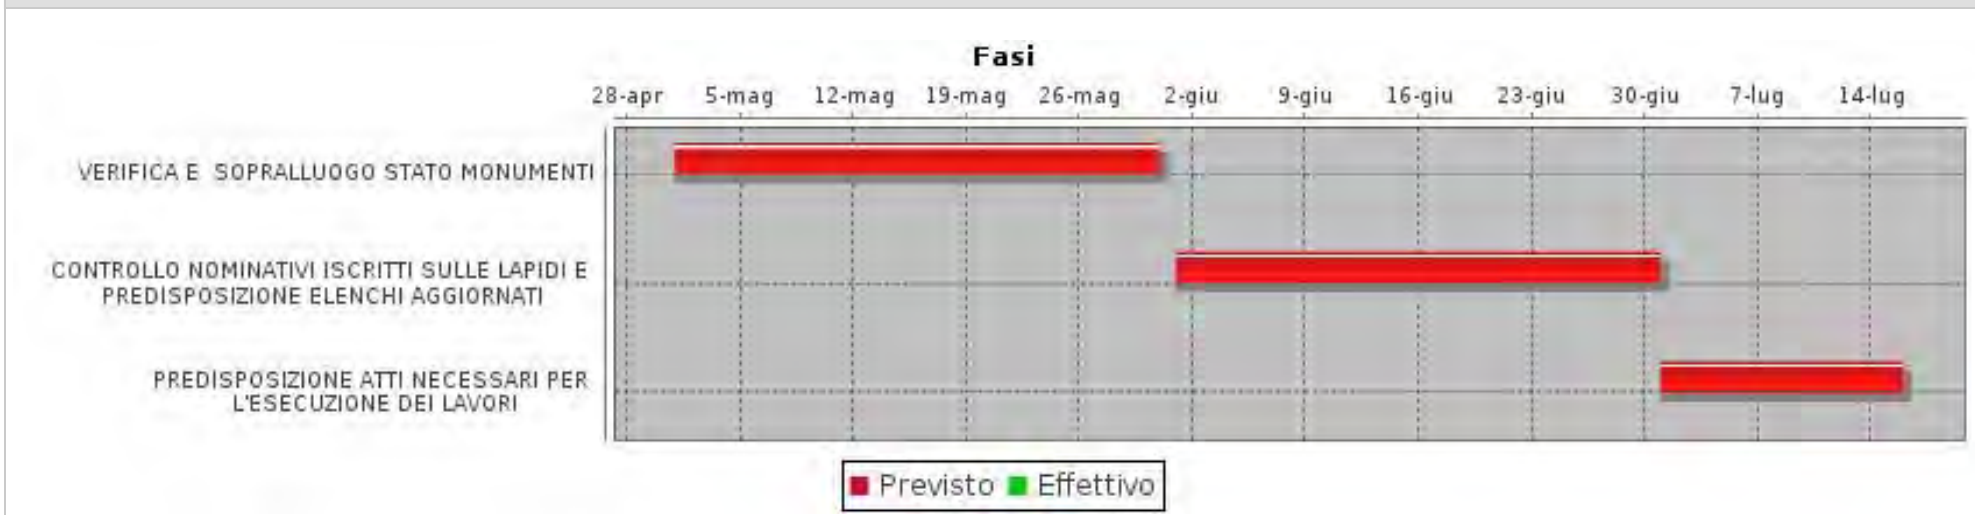 Fasi
28-apr 5-mag 12-mag 19-mag 26-mag 2-giu 9-giu 16-giu 23-giu 30-giu 7-lug 14-lug
VERIFICA E SOPRALLUOGO STATO MONUMENTI
CONTROLLO NOMINATIVI ISCRITTI SULLE LAPIDI E
PREDISPOSIZIONE ELENCHI AGGIORNATI
PREDISPOSIZIONE ATTI NECESSARI PER
L'ESECUZIONE DEI LAVORI
Previsto Effettivo